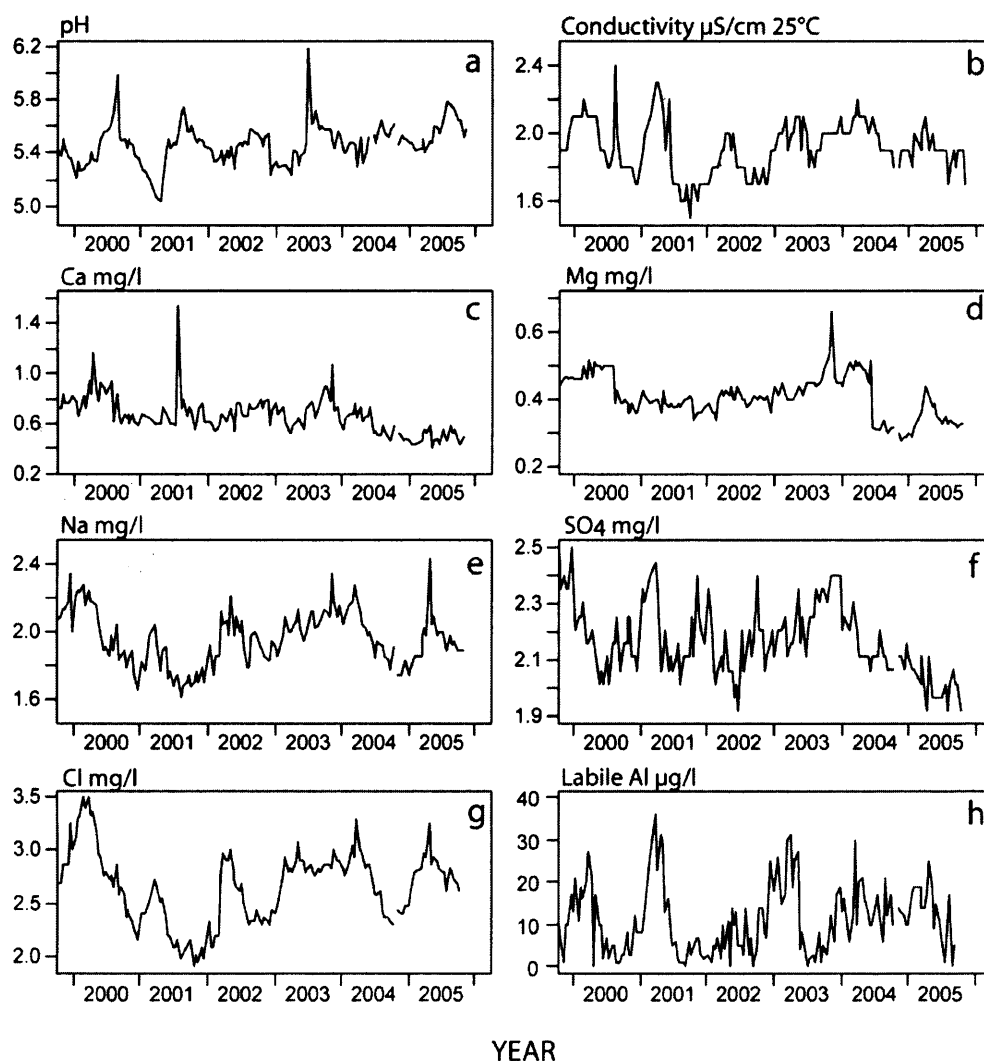 pH
a
6.2
5.8
5.4
5.0
2000 2001 2002 2003 2004 2005
Conductivity µS/cm 25°C
b
2.4
2.0
1.6
2000 2001 2002 2003 2004 2005
Ca mg/l
c
1.4
1.0
0.6
0.2
2000 2001 2002 2003 2004 2005
Mg mg/l
d
0.6
0.4
0.2
2000 2001 2002 2003 2004 2005
Na mg/l
e
2.4
2.0
1.6
2000 2001 2002 2003 2004 2005
SO4 mg/l
f
2.5
2.3
2.1
1.9
2000 2001 2002 2003 2004 2005
Cl mg/l
g
3.5
3.0
2.5
2.0
2000 2001 2002 2003 2004 2005
Labile Al µg/l
h
40
30
20
10
0
2000 2001 2002 2003 2004 2005
YEAR